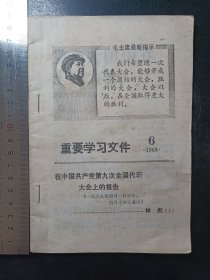 毛主席最新指示
我们希望这一次
代表大会，能够开成
一个团结的大会，胜
利的大会，大会以
后，在全国取得更大
的胜利。
重要学习文件
6
1969
在中国共产党第九次全国代表
大会上的报告
林彪